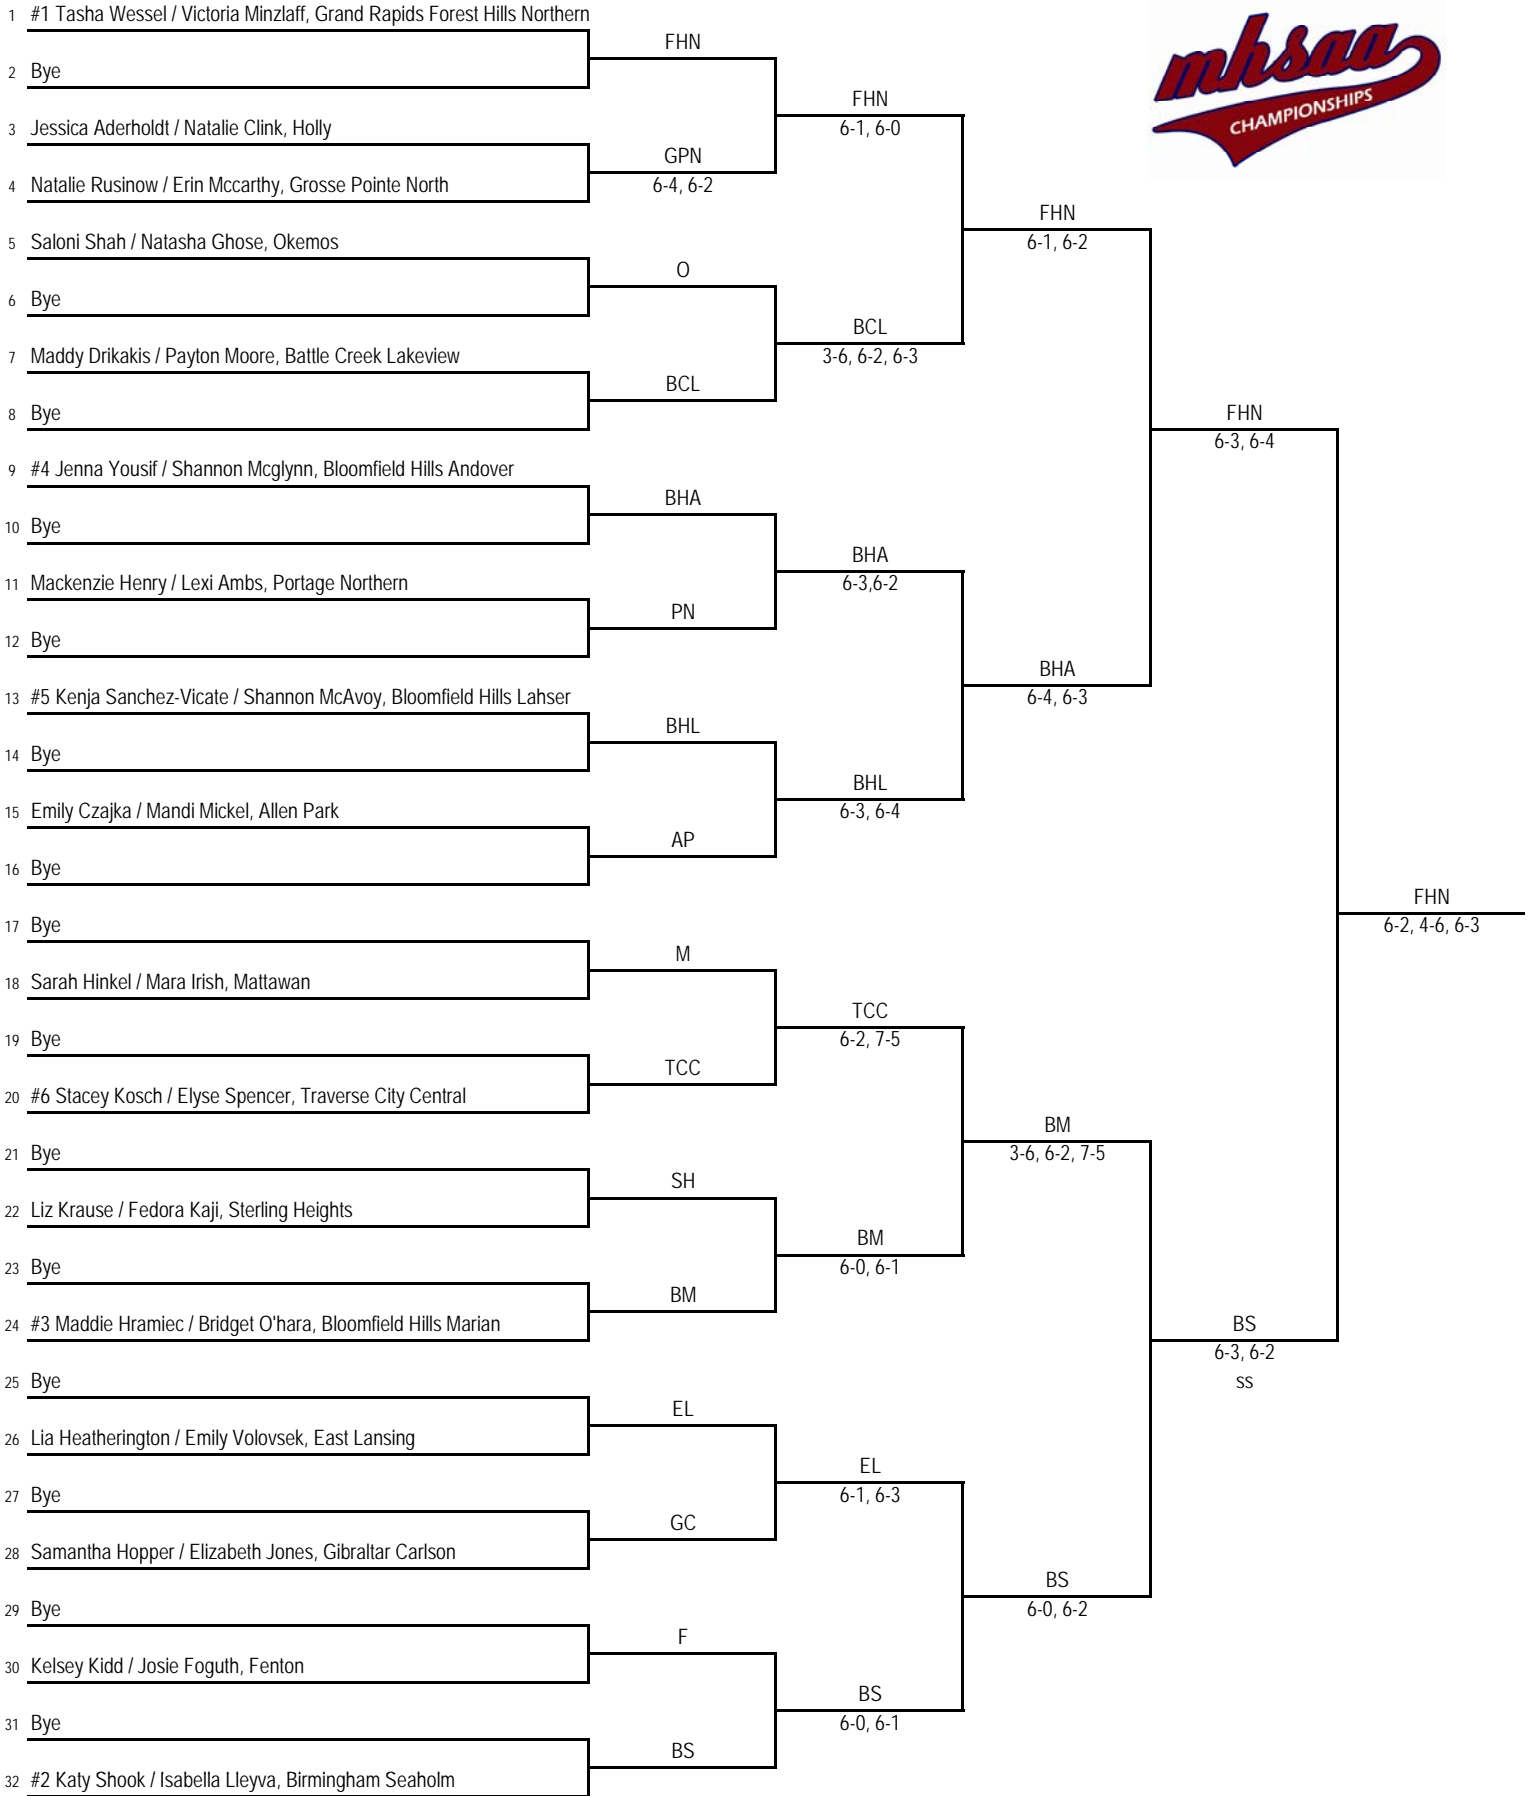 1 #1 Tasha Wessel / Victoria Minzlaff, Grand Rapids Forest Hills Northern
FHN
2 Bye
mhsaa
CHAMPIONSHIPS
FHN
6-1, 6-0
3 Jessica Aderholdt / Natalie Clink, Holly
GPN
6-4, 6-2
4 Natalie Rusinow / Erin Mccarthy, Grosse Pointe North
FHN
6-1, 6-2
5 Saloni Shah / Natasha Ghose, Okemos
O
6 Bye
BCL
3-6, 6-2, 6-3
7 Maddy Drikakis / Payton Moore, Battle Creek Lakeview
BCL
8 Bye
FHN
6-3, 6-4
9 #4 Jenna Yousif / Shannon Mcglynn, Bloomfield Hills Andover
BHA
10 Bye
BHA
6-3,6-2
11 Mackenzie Henry / Lexi Ambs, Portage Northern
PN
12 Bye
BHA
6-4, 6-3
13 #5 Kenja Sanchez-Vicate / Shannon McAvoy, Bloomfield Hills Lahser
BHL
14 Bye
BHL
6-3, 6-4
15 Emily Czajka / Mandi Mickel, Allen Park
AP
16 Bye
FHN
6-2, 4-6, 6-3
17 Bye
M
18 Sarah Hinkel / Mara Irish, Mattawan
TCC
6-2, 7-5
19 Bye
TCC
20 #6 Stacey Kosch / Elyse Spencer, Traverse City Central
BM
3-6, 6-2, 7-5
21 Bye
SH
22 Liz Krause / Fedora Kaji, Sterling Heights
BM
6-0, 6-1
23 Bye
BM
24 #3 Maddie Hramiec / Bridget O'hara, Bloomfield Hills Marian
BS
6-3, 6-2
ss
25 Bye
EL
26 Lia Heatherington / Emily Volovsek, East Lansing
EL
6-1, 6-3
27 Bye
GC
28 Samantha Hopper / Elizabeth Jones, Gibraltar Carlson
BS
6-0, 6-2
29 Bye
F
30 Kelsey Kidd / Josie Foguth, Fenton
BS
6-0, 6-1
31 Bye
BS
32 #2 Katy Shook / Isabella Lleyva, Birmingham Seaholm